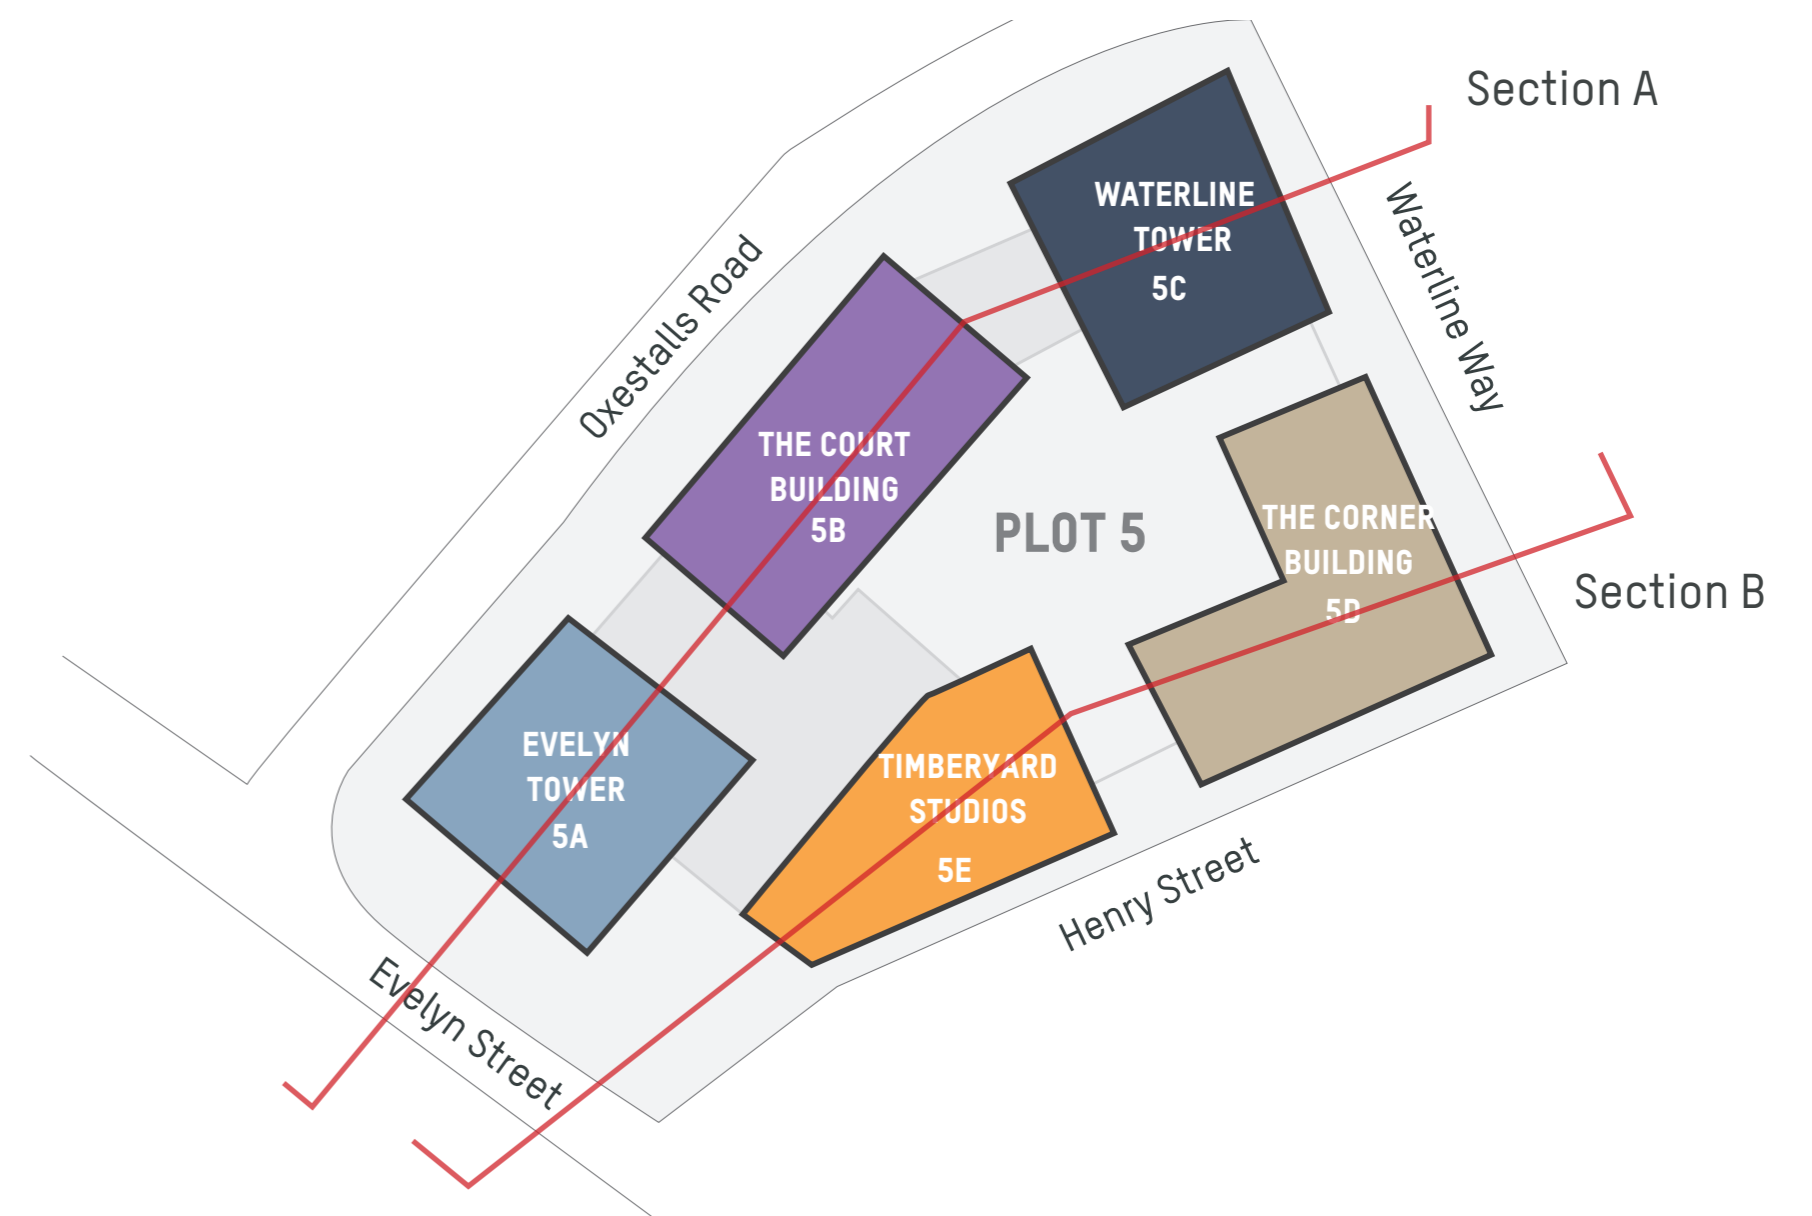 Section A
WATERLINE
TOWER
5C
Waterline Way
Oxestalls Road
THE COURT
BUILDING
5B
PLOT 5
THE CORNER
BUILDING
5D
Section B
EVELYN
TOWER
5A
TIMBERYARD
STUDIOS
5E
Henry Street
Evelyn Street